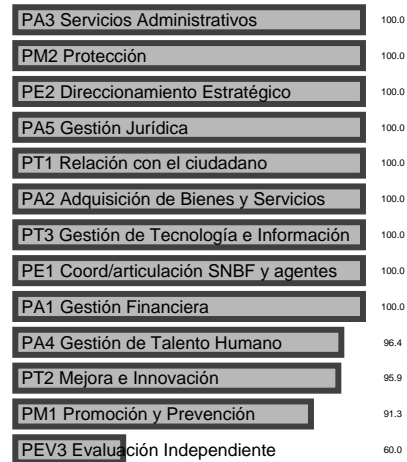 PA3 Servicios Administrativos 100.0
PM2 Protección 100.0
PE2 Direccionamiento Estratégico 100.0
PA5 Gestión Jurídica 100.0
PT1 Relación con el ciudadano 100.0
PA2 Adquisición de Bienes y Servicios 100.0
PT3 Gestión de Tecnología e Información 100.0
PE1 Coord/articulación SNBF y agentes 100.0
PA1 Gestión Financiera 100.0
PA4 Gestión de Talento Humano 96.4
PT2 Mejora e Innovación 95.9
PM1 Promoción y Prevención 91.3
PEV3 Evaluación Independiente 60.0